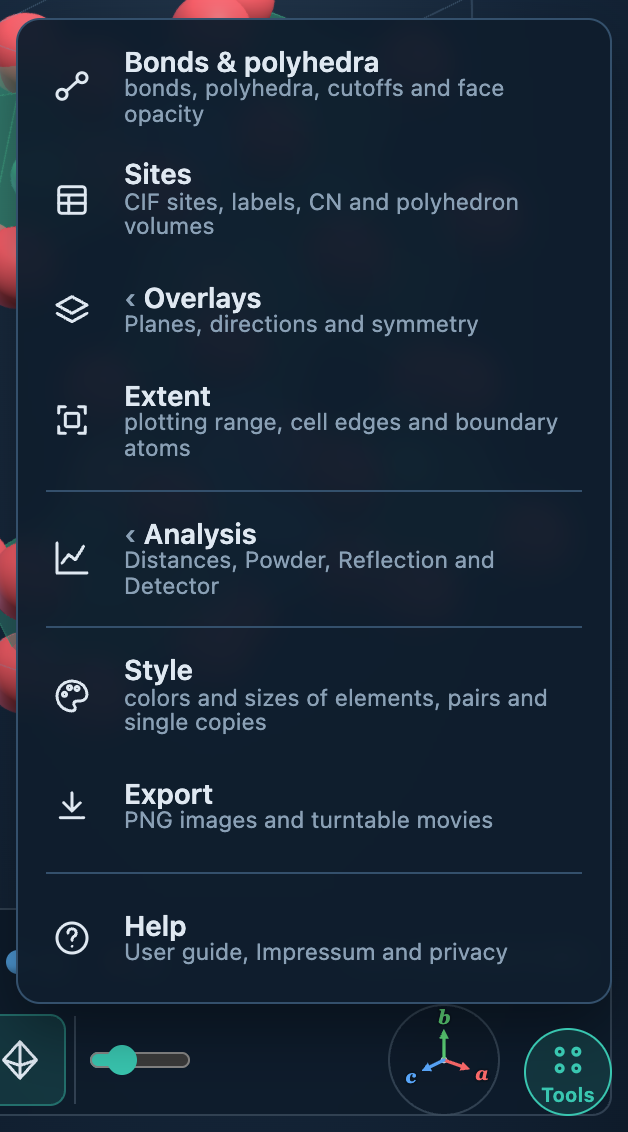 Bonds & polyhedra
bonds, polyhedra, cutoffs and face
opacity
Sites
CIF sites, labels, CN and polyhedron
volumes
‹ Overlays
Planes, directions and symmetry
Extent
plotting range, cell edges and boundary
atoms
‹ Analysis
Distances, Powder, Reflection and
Detector
Style
colors and sizes of elements, pairs and
single copies
Export
PNG images and turntable movies
Help
User guide, Impressum and privacy
b
c
a
Tools